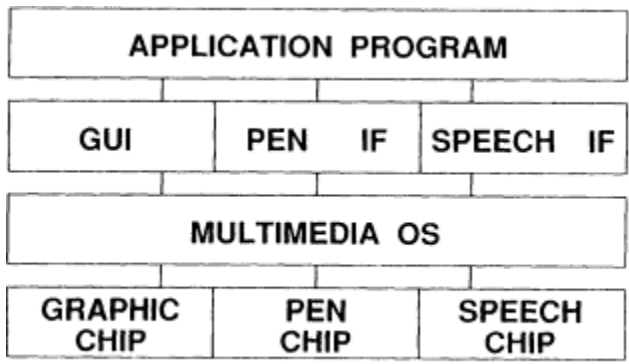 APPLICATION PROGRAM
GUI PEN IF SPEECH IF
MULTIMEDIA OS
GRAPHIC PEN SPEECH
CHIP CHIP CHIP